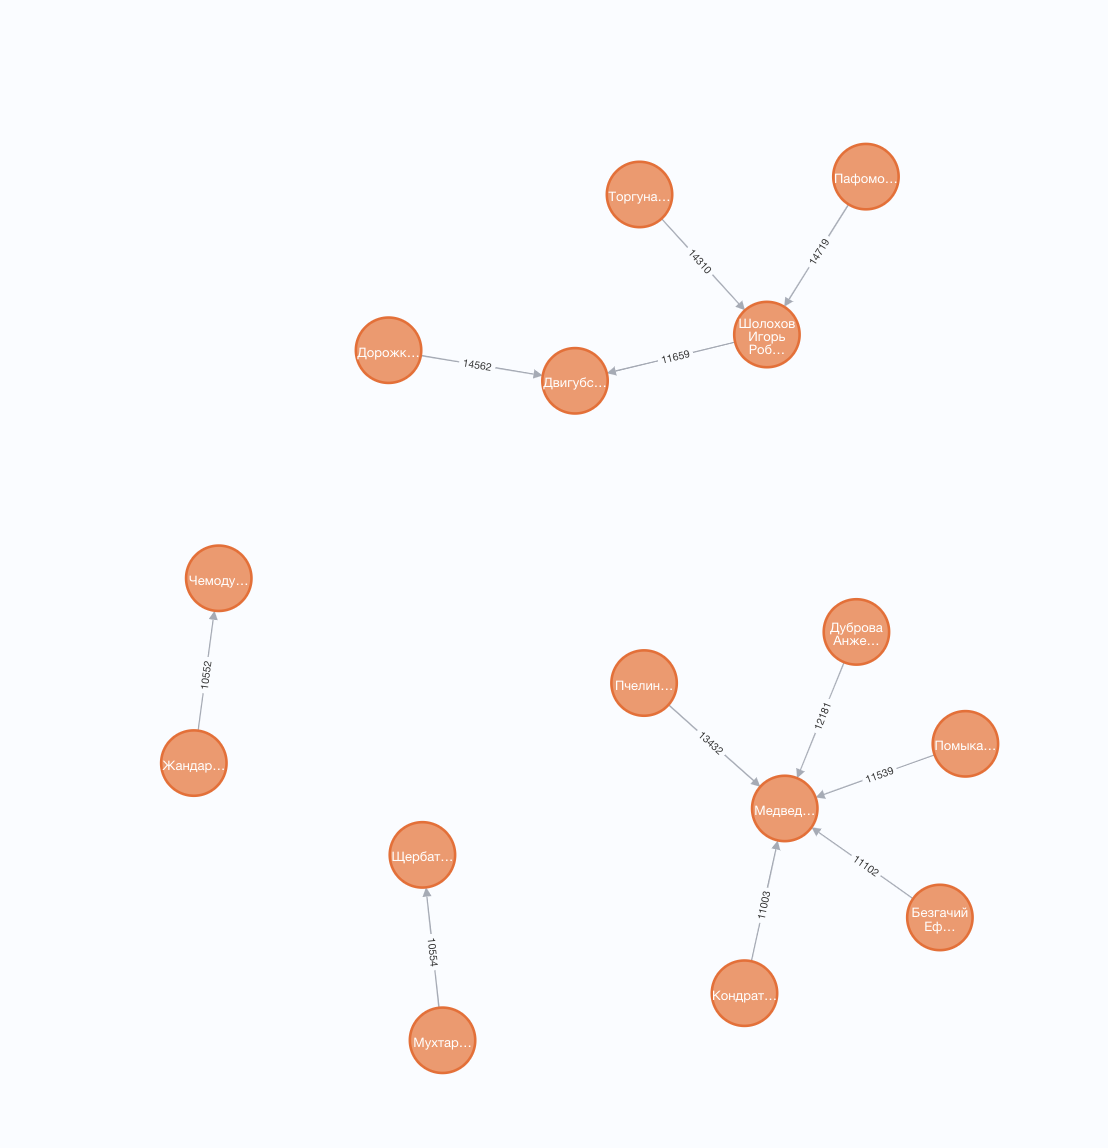 Торгуна…
Пафомо…
14310
14719
Шолохов
Игорь
Роб…
Дорожк…
14562
Двигубс…
11659
Чемоду…
10552
Жандар…
Дуброва
Анже…
Пчелин…
12181
13432
Помыка…
11539
Медвед…
Щербат…
11102
11003
Безгачий
Еф…
10554
Кондрат…
Мухтар…